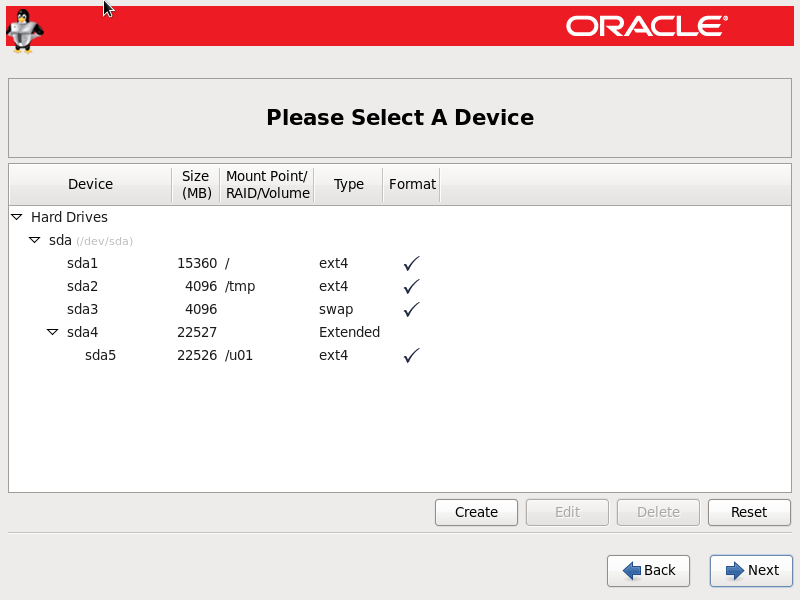 ORACLE®
Please Select A Device
Device Size (MB) Mount Point/ RAID/Volume Type Format
Hard Drives
sda (/dev/sda)
sda1 15360 / ext4
sda2 4096 /tmp ext4
sda3 4096 swap
sda4 22527 Extended
sda5 22526 /u01 ext4
Create Edit Delete Reset
Back Next